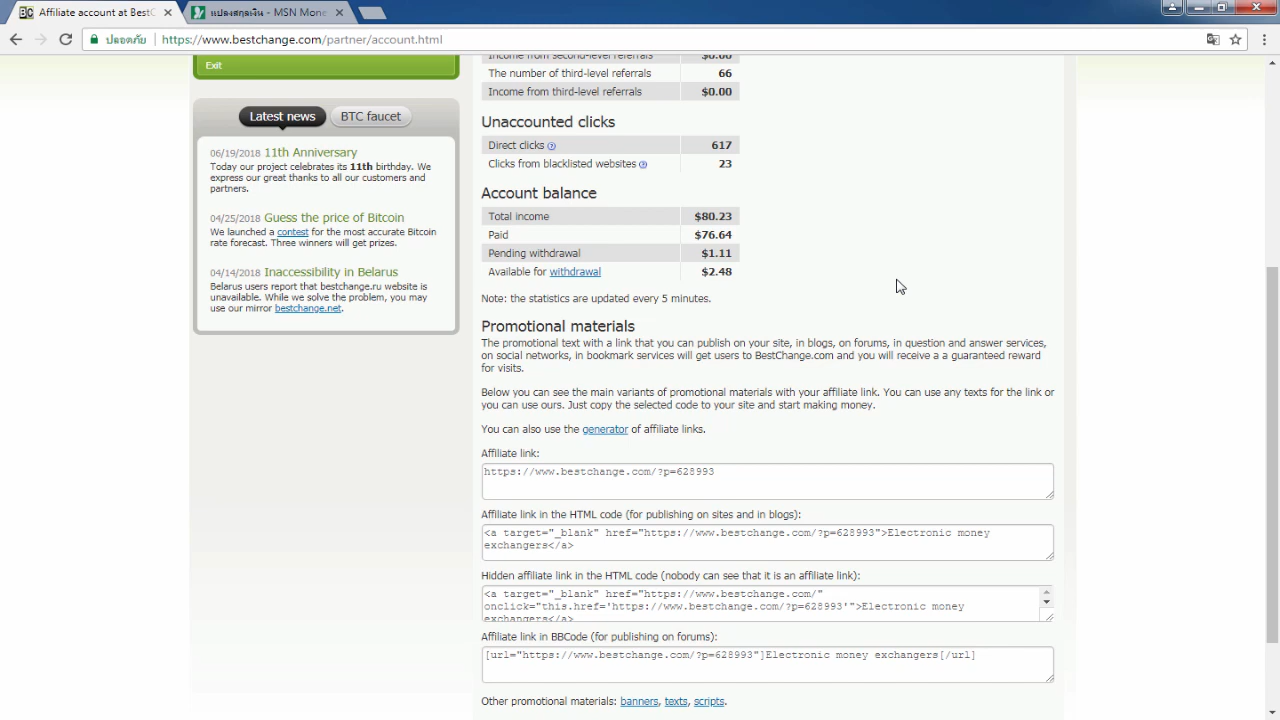 Affiliate account at BestC
แปลงสกุลเงิน - MSN Mone
ปลอดภัย
https://www.bestchange.com/partner/account.html
Exit
Latest news
BTC faucet
06/19/2018 11th Anniversary
Today our project celebrates its 11th birthday. We
express our great thanks to all our customers and
partners.
04/25/2018 Guess the price of Bitcoin
We launched a contest for the most accurate Bitcoin
rate forecast. Three winners will get prizes.
04/14/2018 Inaccessibility in Belarus
Belarus users report that bestchange.ru website is
unavailable. While we solve the problem, you may
use our mirror bestchange.net.
Income from second-level referrals $0.00
The number of third-level referrals 66
Income from third-level referrals $0.00
Unaccounted clicks
Direct clicks 617
Clicks from blacklisted websites 23
Account balance
Total income $80.23
Paid $76.64
Pending withdrawal $1.11
Available for withdrawal $2.48
Note: the statistics are updated every 5 minutes.
Promotional materials
The promotional text with a link that you can publish on your site, in blogs, on forums, in question and answer services,
on social networks, in bookmark services will get users to BestChange.com and you will receive a a guaranteed reward
for visits.
Below you can see the main variants of promotional materials with your affiliate link. You can use any texts for the link or
you can use ours. Just copy the selected code to your site and start making money.
You can also use the generator of affiliate links.
Affiliate link:
https://www.bestchange.com/?p=628993
Affiliate link in the HTML code (for publishing on sites and in blogs):
<a target="_blank" href="https://www.bestchange.com/?p=628993">Electronic money
exchangers</a>
Hidden affiliate link in the HTML code (nobody can see that it is an affiliate link):
<a target="_blank" href="https://www.bestchange.com/"
onclick="this.href='https://www.bestchange.com/?p=628993'">Electronic money
exchangers</a>
Affiliate link in BBCode (for publishing on forums):
[url="https://www.bestchange.com/?p=628993"]Electronic money exchangers[/url]
Other promotional materials: banners, texts, scripts.